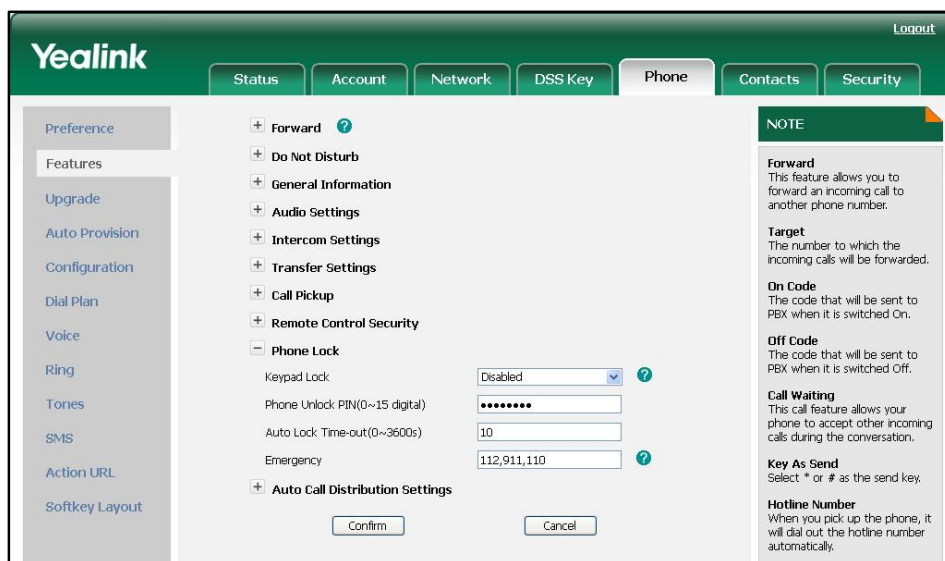 Logout
Yealink
Status Account Network DSS Key Phone Contacts Security
Preference
Features
Upgrade
Auto Provision
Configuration
Dial Plan
Voice
Ring
Tones
SMS
Action URL
Softkey Layout
+ Forward ?
+ Do Not Disturb
+ General Information
+ Audio Settings
+ Intercom Settings
+ Transfer Settings
+ Call Pickup
+ Remote Control Security
− Phone Lock
Keypad Lock Disabled ?
Phone Unlock PIN(0~15 digital) ••••••••
Auto Lock Time-out(0~3600s) 10
Emergency 112,911,110 ?
+ Auto Call Distribution Settings
Confirm Cancel
NOTE
Forward
This feature allows you to
forward an incoming call to
another phone number.
Target
The number to which the
incoming calls will be forwarded.
On Code
The code that will be sent to
PBX when it is switched On.
Off Code
The code that will be sent to
PBX when it is switched Off.
Call Waiting
This call feature allows your
phone to accept other incoming
calls during the conversation.
Key As Send
Select * or # as the send key.
Hotline Number
When you pick up the phone, it
will dial out the hotline number
automatically.